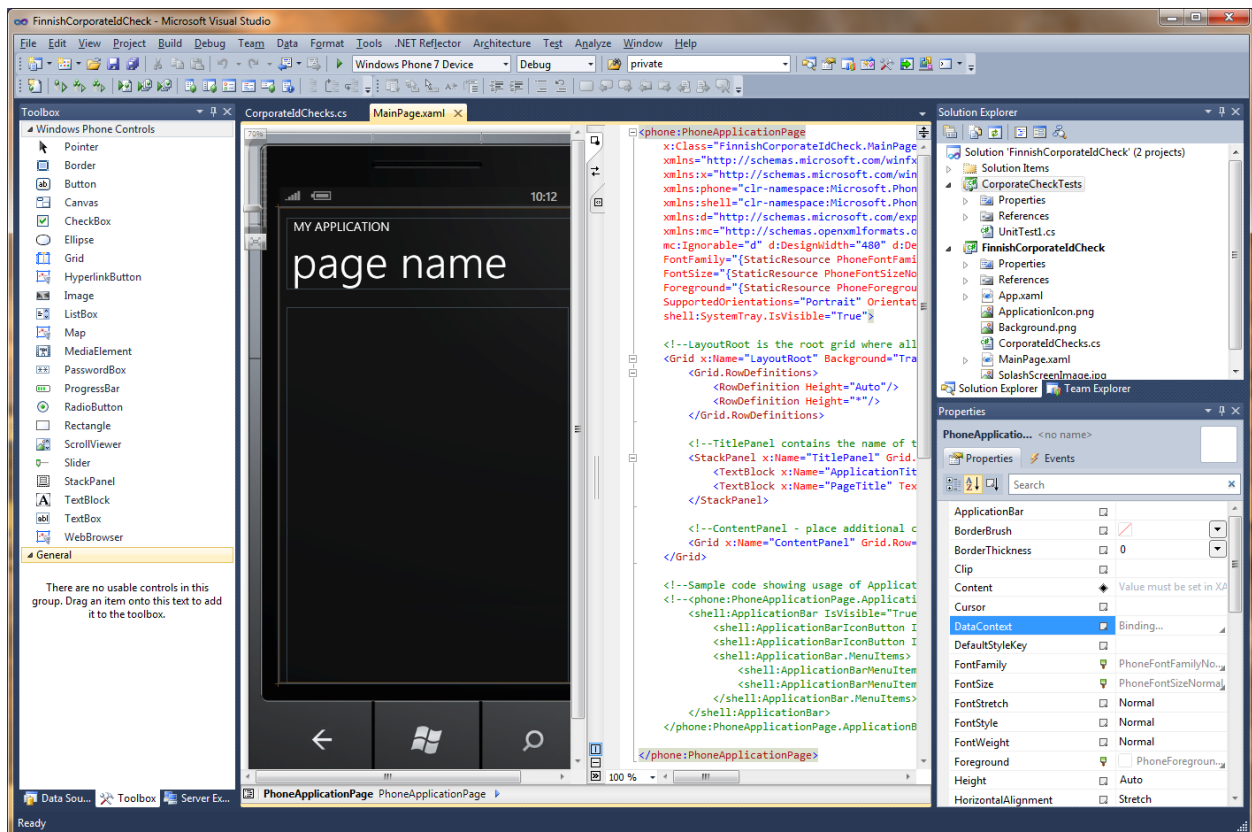 FinnishCorporateIdCheck - Microsoft Visual Studio
File Edit View Project Build Debug Team Data Format Tools .NET Reflector Architecture Test Analyze Window Help
Windows Phone 7 Device Debug private
Toolbox
Windows Phone Controls
Pointer
Border
Button
Canvas
CheckBox
Ellipse
Grid
HyperlinkButton
Image
ListBox
Map
MediaElement
PasswordBox
ProgressBar
RadioButton
Rectangle
ScrollViewer
Slider
StackPanel
TextBlock
TextBox
WebBrowser
General
There are no usable controls in this
group. Drag an item onto this text to add
it to the toolbox.
Data Sou... Toolbox Server Ex...
CorporateIdChecks.cs MainPage.xaml
70%
10:12
MY APPLICATION
page name
<phone:PhoneApplicationPage
x:Class="FinnishCorporateIdCheck.MainPage
xmlns="http://schemas.microsoft.com/winfx
xmlns:x="http://schemas.microsoft.com/win
xmlns:phone="clr-namespace:Microsoft.Phon
xmlns:shell="clr-namespace:Microsoft.Phon
xmlns:d="http://schemas.microsoft.com/exp
xmlns:mc="http://schemas.openxmlformats.o
mc:Ignorable="d" d:DesignWidth="480" d:De
FontFamily="{StaticResource PhoneFontFami
FontSize="{StaticResource PhoneFontSizeNo
Foreground="{StaticResource PhoneForegrou
SupportedOrientations="Portrait" Orientat
shell:SystemTray.IsVisible="True">
<!--LayoutRoot is the root grid where all
<Grid x:Name="LayoutRoot" Background="Tra
<Grid.RowDefinitions>
<RowDefinition Height="Auto"/>
<RowDefinition Height="*"/>
</Grid.RowDefinitions>
<!--TitlePanel contains the name of t
<StackPanel x:Name="TitlePanel" Grid.
<TextBlock x:Name="ApplicationTit
<TextBlock x:Name="PageTitle" Tex
</StackPanel>
<!--ContentPanel - place additional c
<Grid x:Name="ContentPanel" Grid.Row=
</Grid>
<!--Sample code showing usage of Applicat
<!--<phone:PhoneApplicationPage.Applicati
<shell:ApplicationBar IsVisible="True
<shell:ApplicationBarIconButton I
<shell:ApplicationBarIconButton I
<shell:ApplicationBar.MenuItems>
<shell:ApplicationBarMenuItem
<shell:ApplicationBarMenuItem
</shell:ApplicationBar.MenuItems>
</shell:ApplicationBar>
</phone:PhoneApplicationPage.ApplicationB
</phone:PhoneApplicationPage>
100 %
PhoneApplicationPage PhoneApplicationPage
Solution Explorer
Solution 'FinnishCorporateIdCheck' (2 projects)
Solution Items
CorporateCheckTests
Properties
References
UnitTest1.cs
FinnishCorporateIdCheck
Properties
References
App.xaml
ApplicationIcon.png
Background.png
CorporateIdChecks.cs
MainPage.xaml
SplashScreenImage.jpg
Solution Explorer Team Explorer
Properties
PhoneApplicatio... <no name>
Properties Events
Search
ApplicationBar
BorderBrush
BorderThickness 0
Clip
Content Value must be set in XA
Cursor
DataContext Binding...
DefaultStyleKey
FontFamily PhoneFontFamilyNo...
FontSize PhoneFontSizeNormal
FontStretch Normal
FontStyle Normal
FontWeight Normal
Foreground PhoneForegroun...
Height Auto
HorizontalAlignment Stretch
Ready